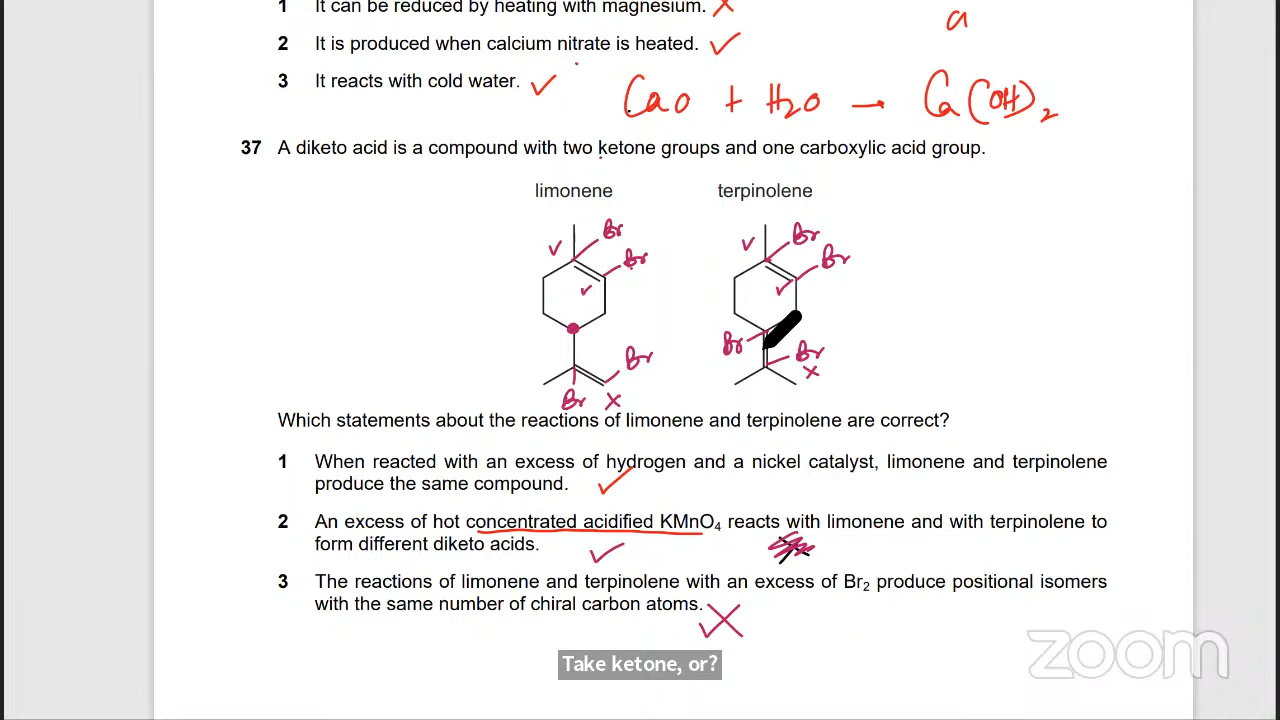 1 It can be reduced by heating with magnesium.
a
2 It is produced when calcium nitrate is heated.
3 It reacts with cold water.
CaO + H2O → Ca(OH)2
37 A diketo acid is a compound with two ketone groups and one carboxylic acid group.
limonene terpinolene
Br Br
Br Br
Br Br
Br Br
Which statements about the reactions of limonene and terpinolene are correct?
1 When reacted with an excess of hydrogen and a nickel catalyst, limonene and terpinolene
produce the same compound.
2 An excess of hot concentrated acidified KMnO4 reacts with limonene and with terpinolene to
form different diketo acids.
3 The reactions of limonene and terpinolene with an excess of Br2 produce positional isomers
with the same number of chiral carbon atoms.
zoom
Take ketone, or?